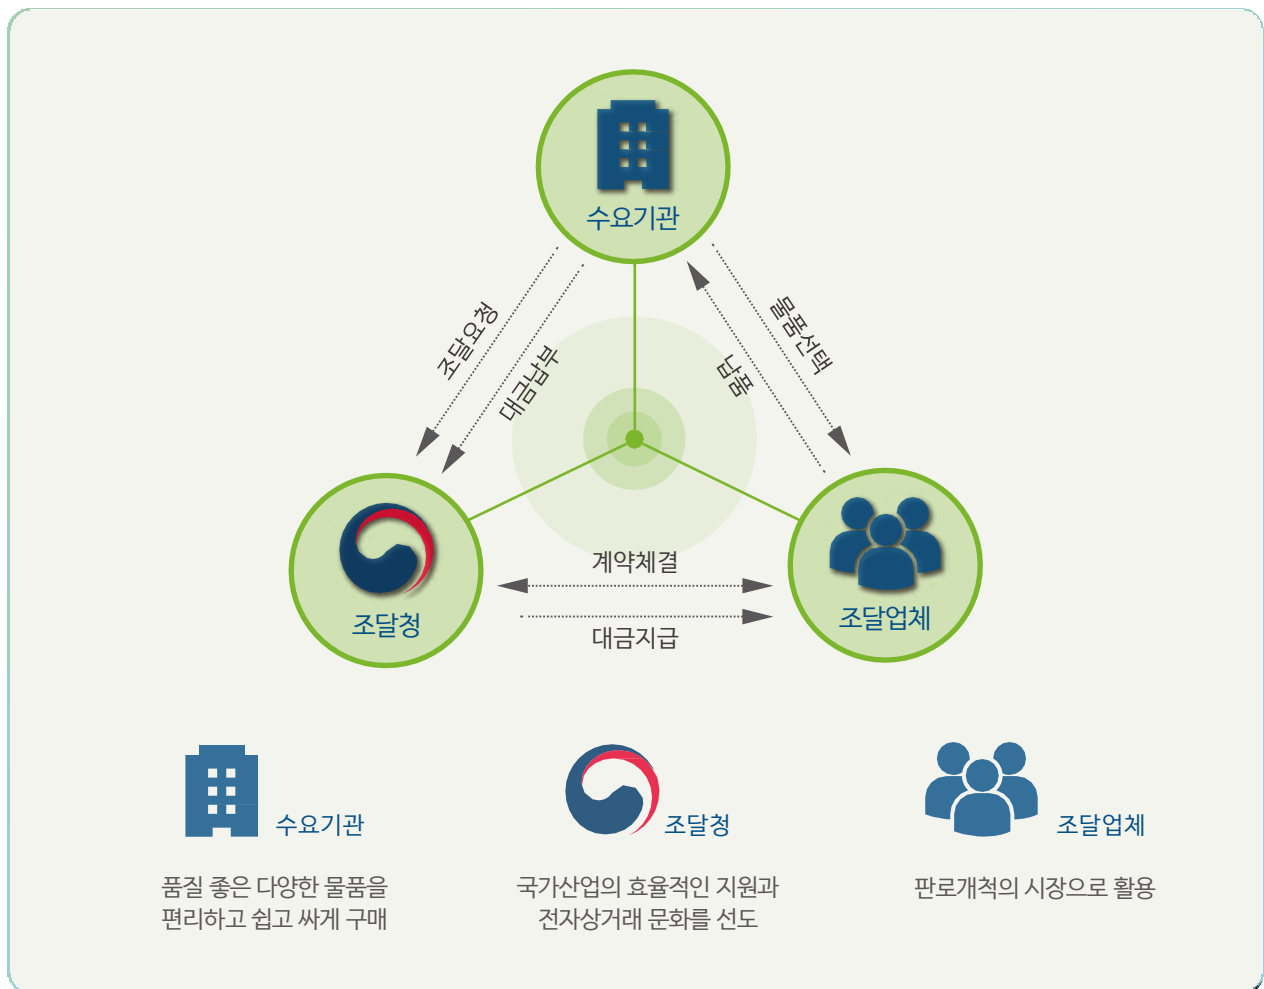 수요기관
조달요청
대금납부
물품선택
납품
조달청
계약체결
대금지급
조달업체
수요기관
품질 좋은 다양한 물품을
편리하고 쉽고 싸게 구매
조달청
국가산업의 효율적인 지원과
전자상거래 문화를 선도
조달업체
판로개척의 시장으로 활용